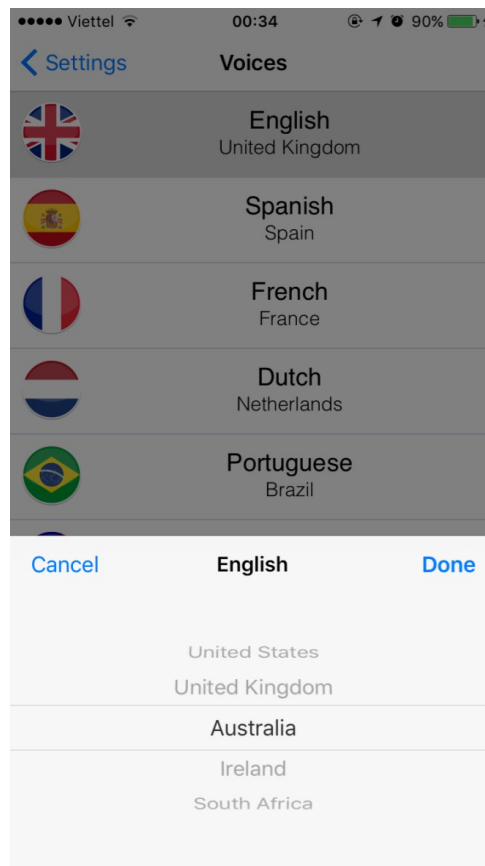 Viettel 00:34 90%
Settings Voices
English
United Kingdom
Spanish
Spain
French
France
Dutch
Netherlands
Portuguese
Brazil
Cancel English Done
United States
United Kingdom
Australia
Ireland
South Africa